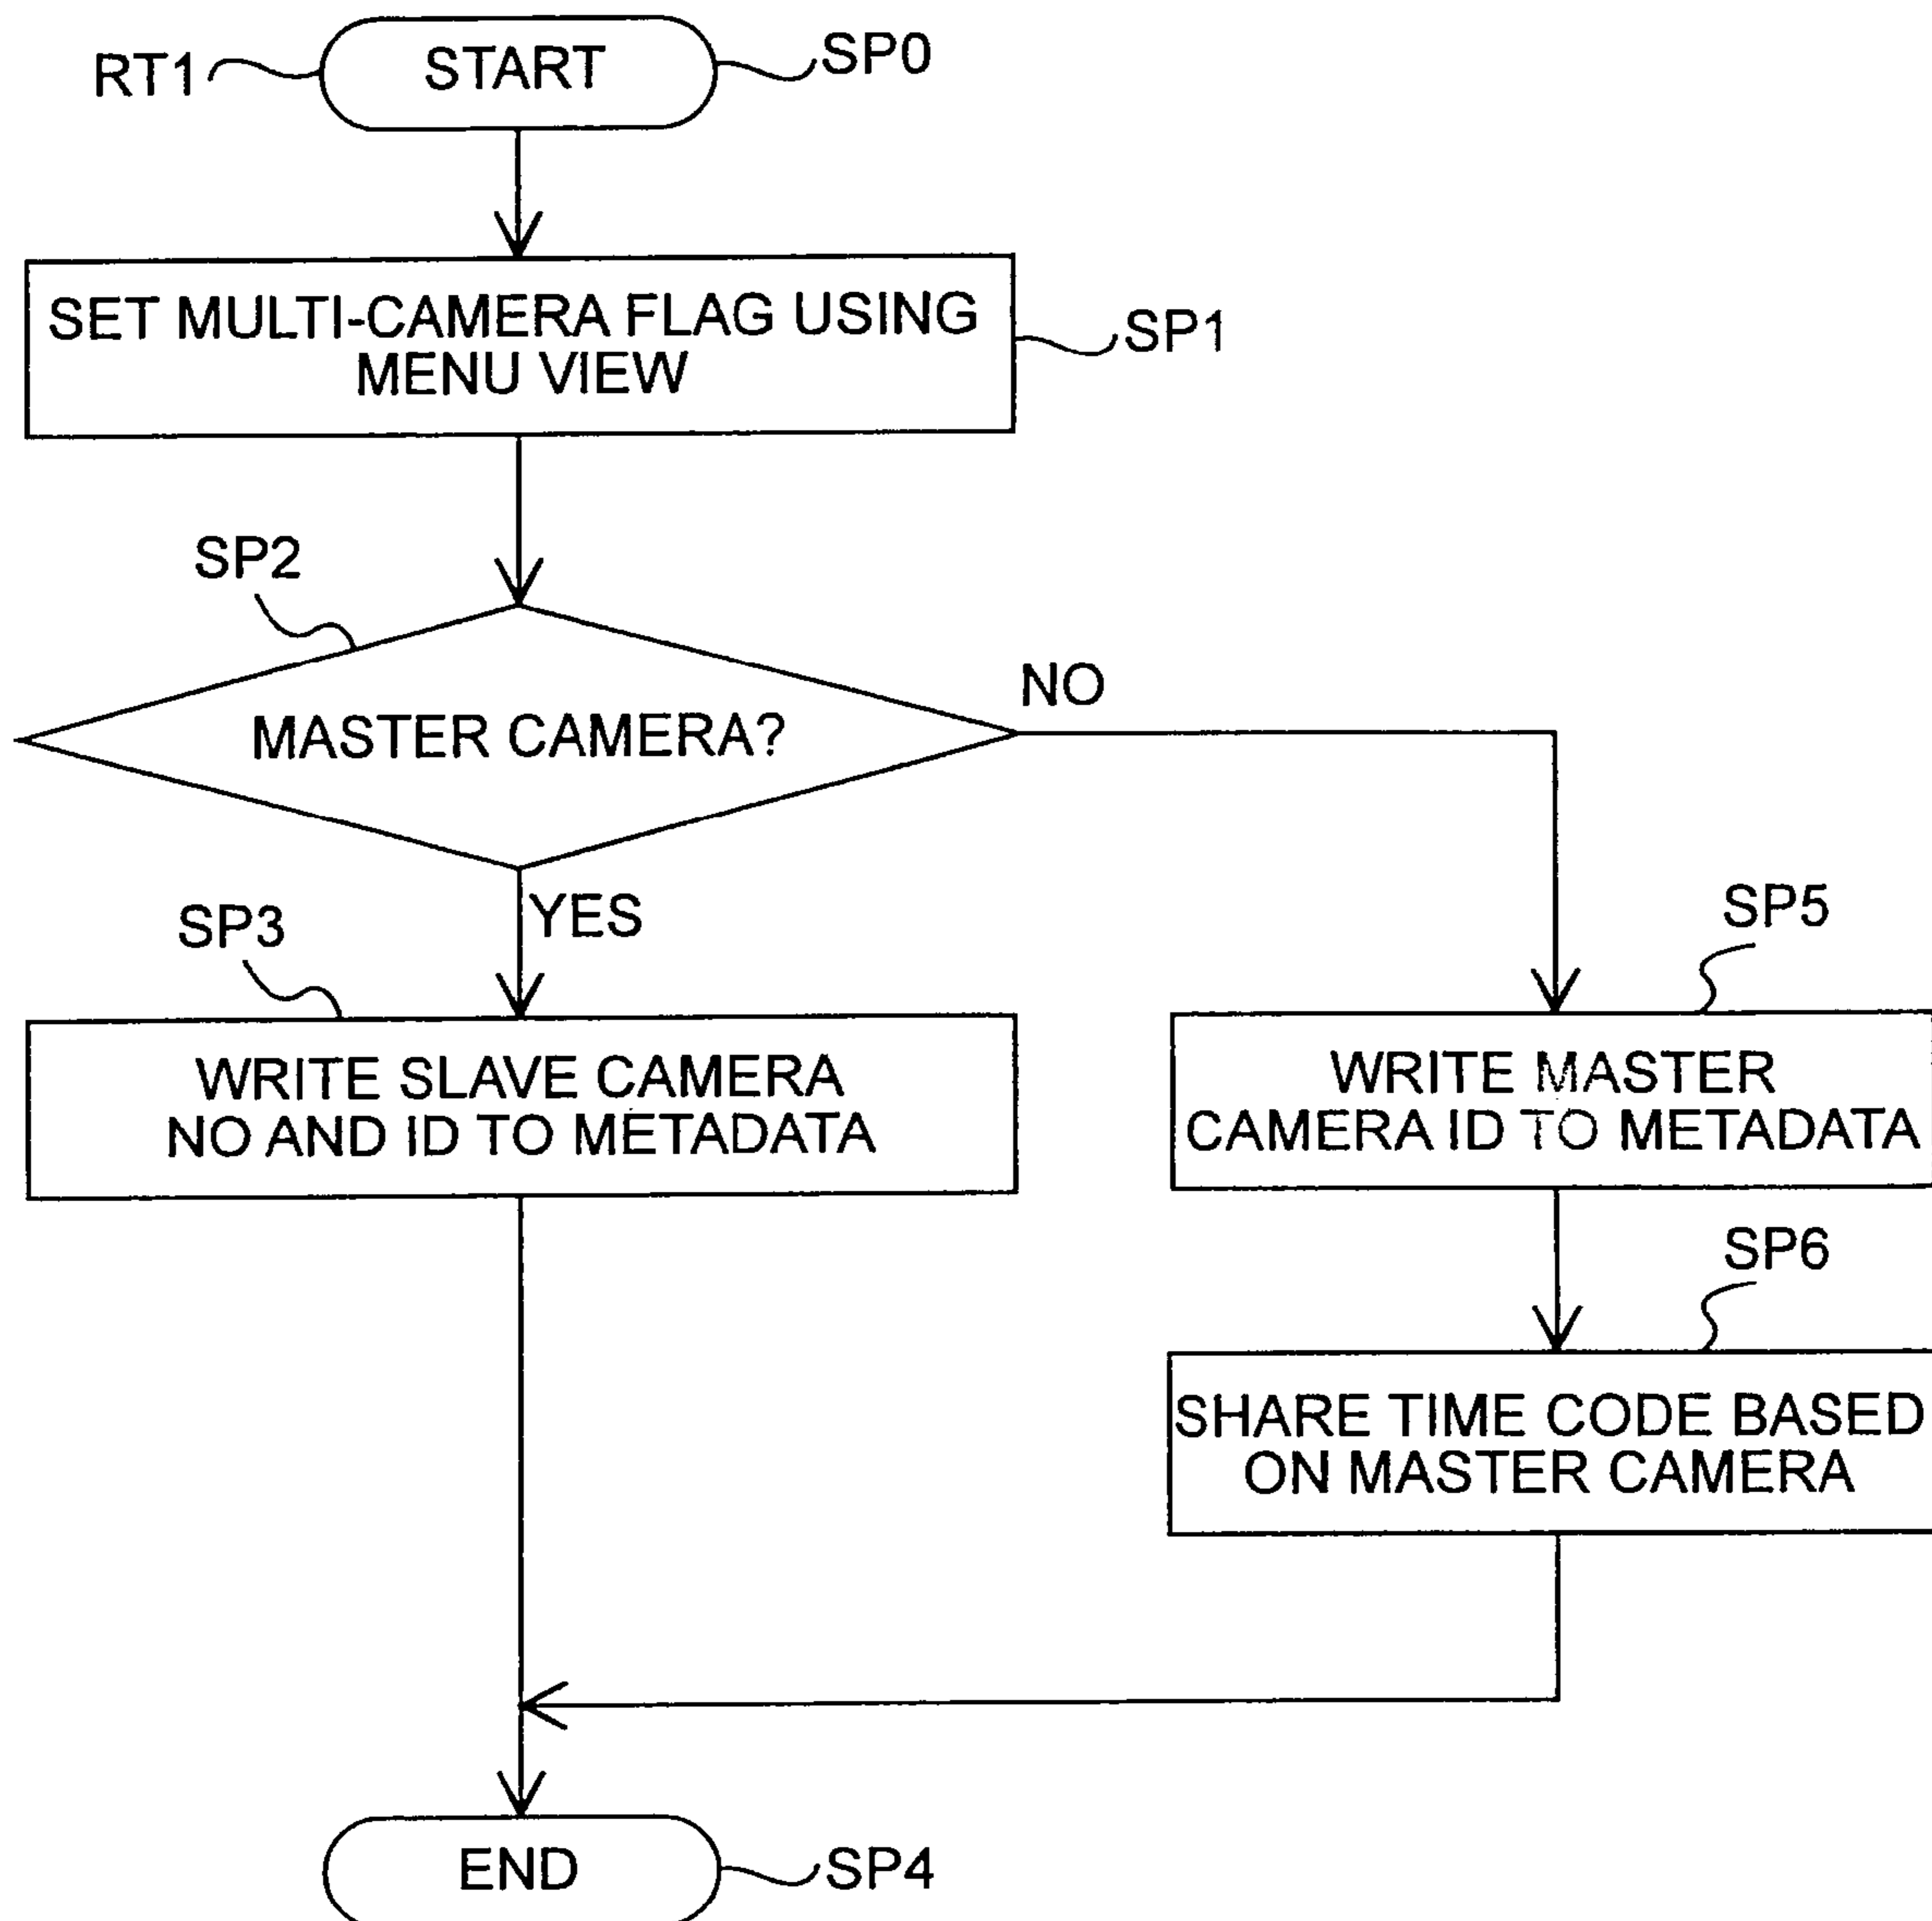 RT1
START
SP0
SET MULTI-CAMERA FLAG USING
MENU VIEW
SP1
SP2
MASTER CAMERA?
NO
YES
SP3
WRITE SLAVE CAMERA
NO AND ID TO METADATA
SP5
WRITE MASTER
CAMERA ID TO METADATA
SP6
SHARE TIME CODE BASED
ON MASTER CAMERA
END
SP4